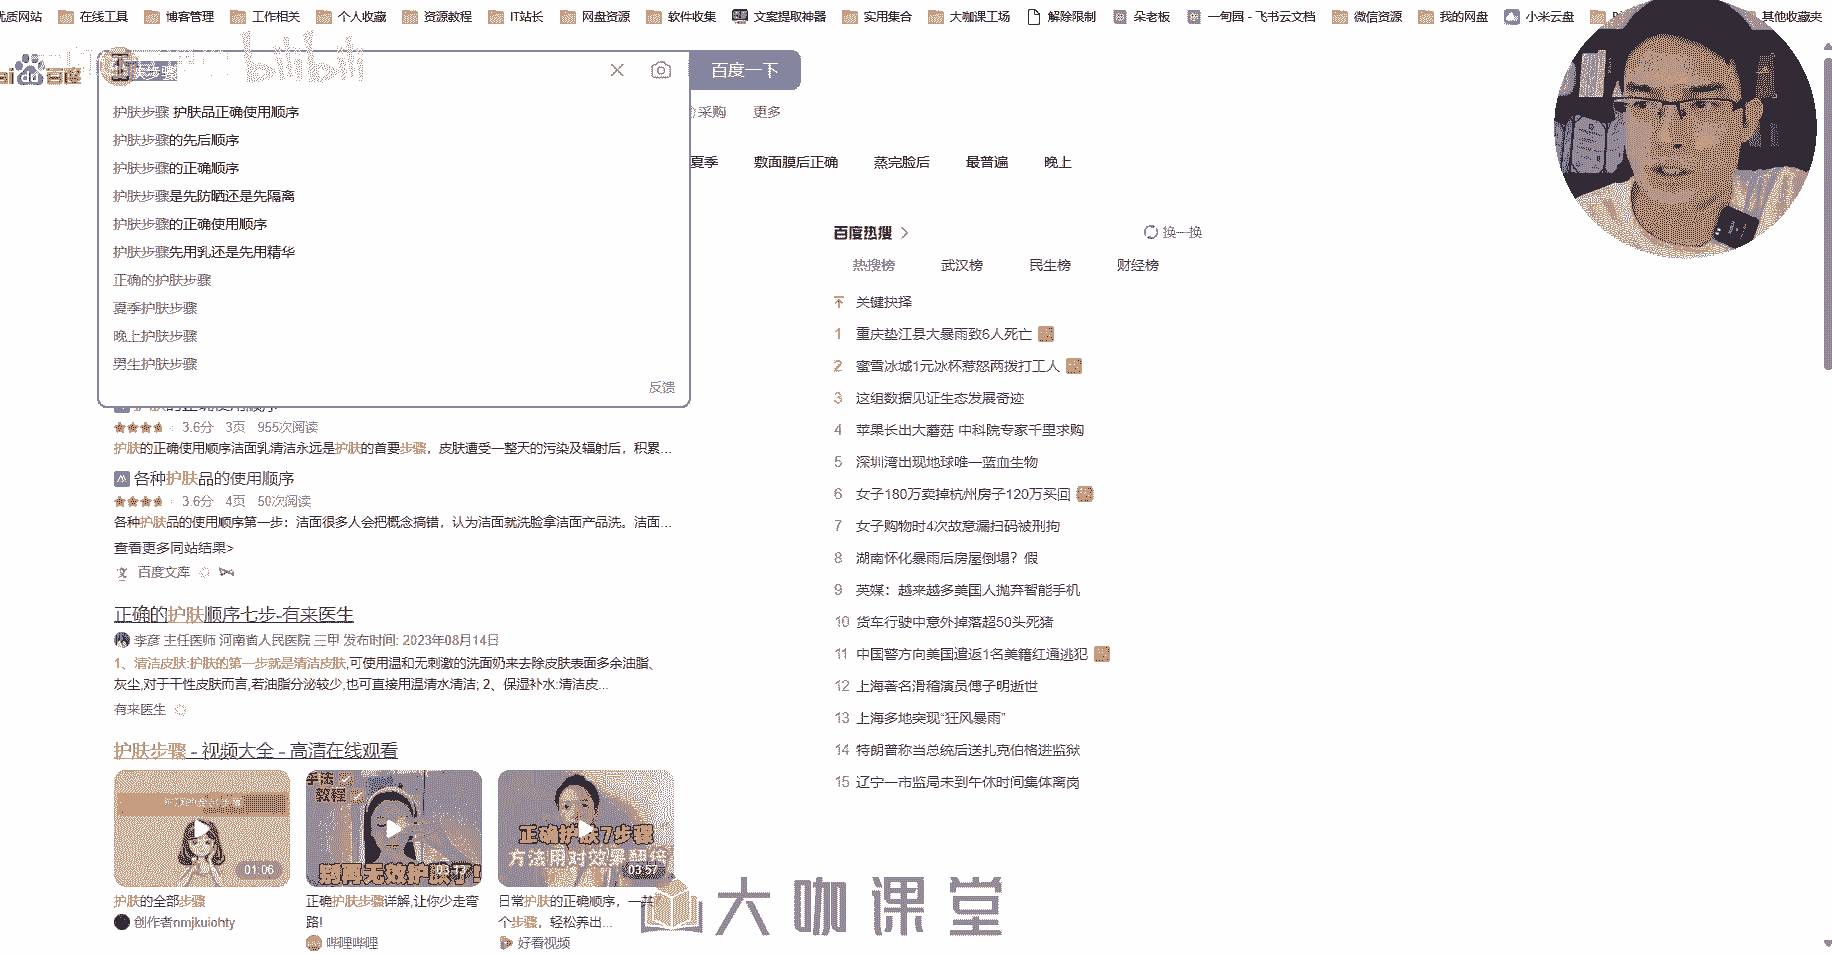 优质网站 在线工具 博客管理 工作相关 个人收藏 资源教程 IT站长 网盘资源 软件收集 文案提取神器 实用集合 大咖课工场 解除限制 朵老板 一甸园 - 飞书云文档 微信资源 我的网盘 小米云盘 其他收藏夹
bilibili
百度 肤步骤 百度一下
护肤步骤 护肤品正确使用顺序
采购 更多
护肤步骤的先后顺序
护肤步骤的正确顺序
夏季 敷面膜后正确 蒸完脸后 最普遍 晚上
护肤步骤是先防晒还是先隔离
护肤步骤的正确使用顺序
护肤步骤先用乳还是先用精华
正确的护肤步骤
夏季护肤步骤
晚上护肤步骤
男生护肤步骤
反馈
护肤的正确使用顺序
3.6分 3页 955次阅读
护肤的正确使用顺序洁面乳清洁永远是护肤的首要步骤，皮肤遭受一整天的污染及辐射后，积累...
各种护肤品的使用顺序
3.6分 4页 50次阅读
各种护肤品的使用顺序第一步：洁面很多人会把概念搞错，认为洁面就洗脸拿洁面产品洗。洁面...
查看更多同站结果>
百度文库
正确的护肤顺序七步-有来医生
李彦 主任医师 河南省人民医院 三甲 发布时间: 2023年08月14日
1、清洁皮肤:护肤的第一步就是清洁皮肤,可使用温和无刺激的洗面奶来去除皮肤表面多余油脂、
灰尘,对于干性皮肤而言,若油脂分泌较少,也可直接用温清水清洁; 2、保湿补水:清洁皮...
有来医生
护肤步骤 - 视频大全 - 高清在线观看
01:06
手法
教程
别再无效护肤了!
03:13
正确护肤7步骤
方法用对效果翻倍
03:57
护肤的全部步骤
创作者nmjkuiohty
正确护肤步骤详解,让你少走弯
路!
哔哩哔哩
日常护肤的正确顺序，一共7
个步骤，轻松养出...
好看视频
百度热搜 换一换
热搜榜 武汉榜 民生榜 财经榜
关键抉择
1 重庆垫江县大暴雨致6人死亡
2 蜜雪冰城1元冰杯惹怒两拨打工人
3 这组数据见证生态发展奇迹
4 苹果长出大蘑菇 中科院专家千里求购
5 深圳湾出现地球唯一蓝血生物
6 女子180万卖掉杭州房子120万买回
7 女子购物时4次故意漏扫码被刑拘
8 湖南怀化暴雨后房屋倒塌？假
9 英媒：越来越多美国人抛弃智能手机
10 货车行驶中意外掉落超50头死猪
11 中国警方向美国遣返1名美籍红通逃犯
12 上海著名滑稽演员傅子明逝世
13 上海多地突现“狂风暴雨”
14 特朗普称当总统后送扎克伯格进监狱
15 辽宁一市监局未到午休时间集体离岗
大咖课堂